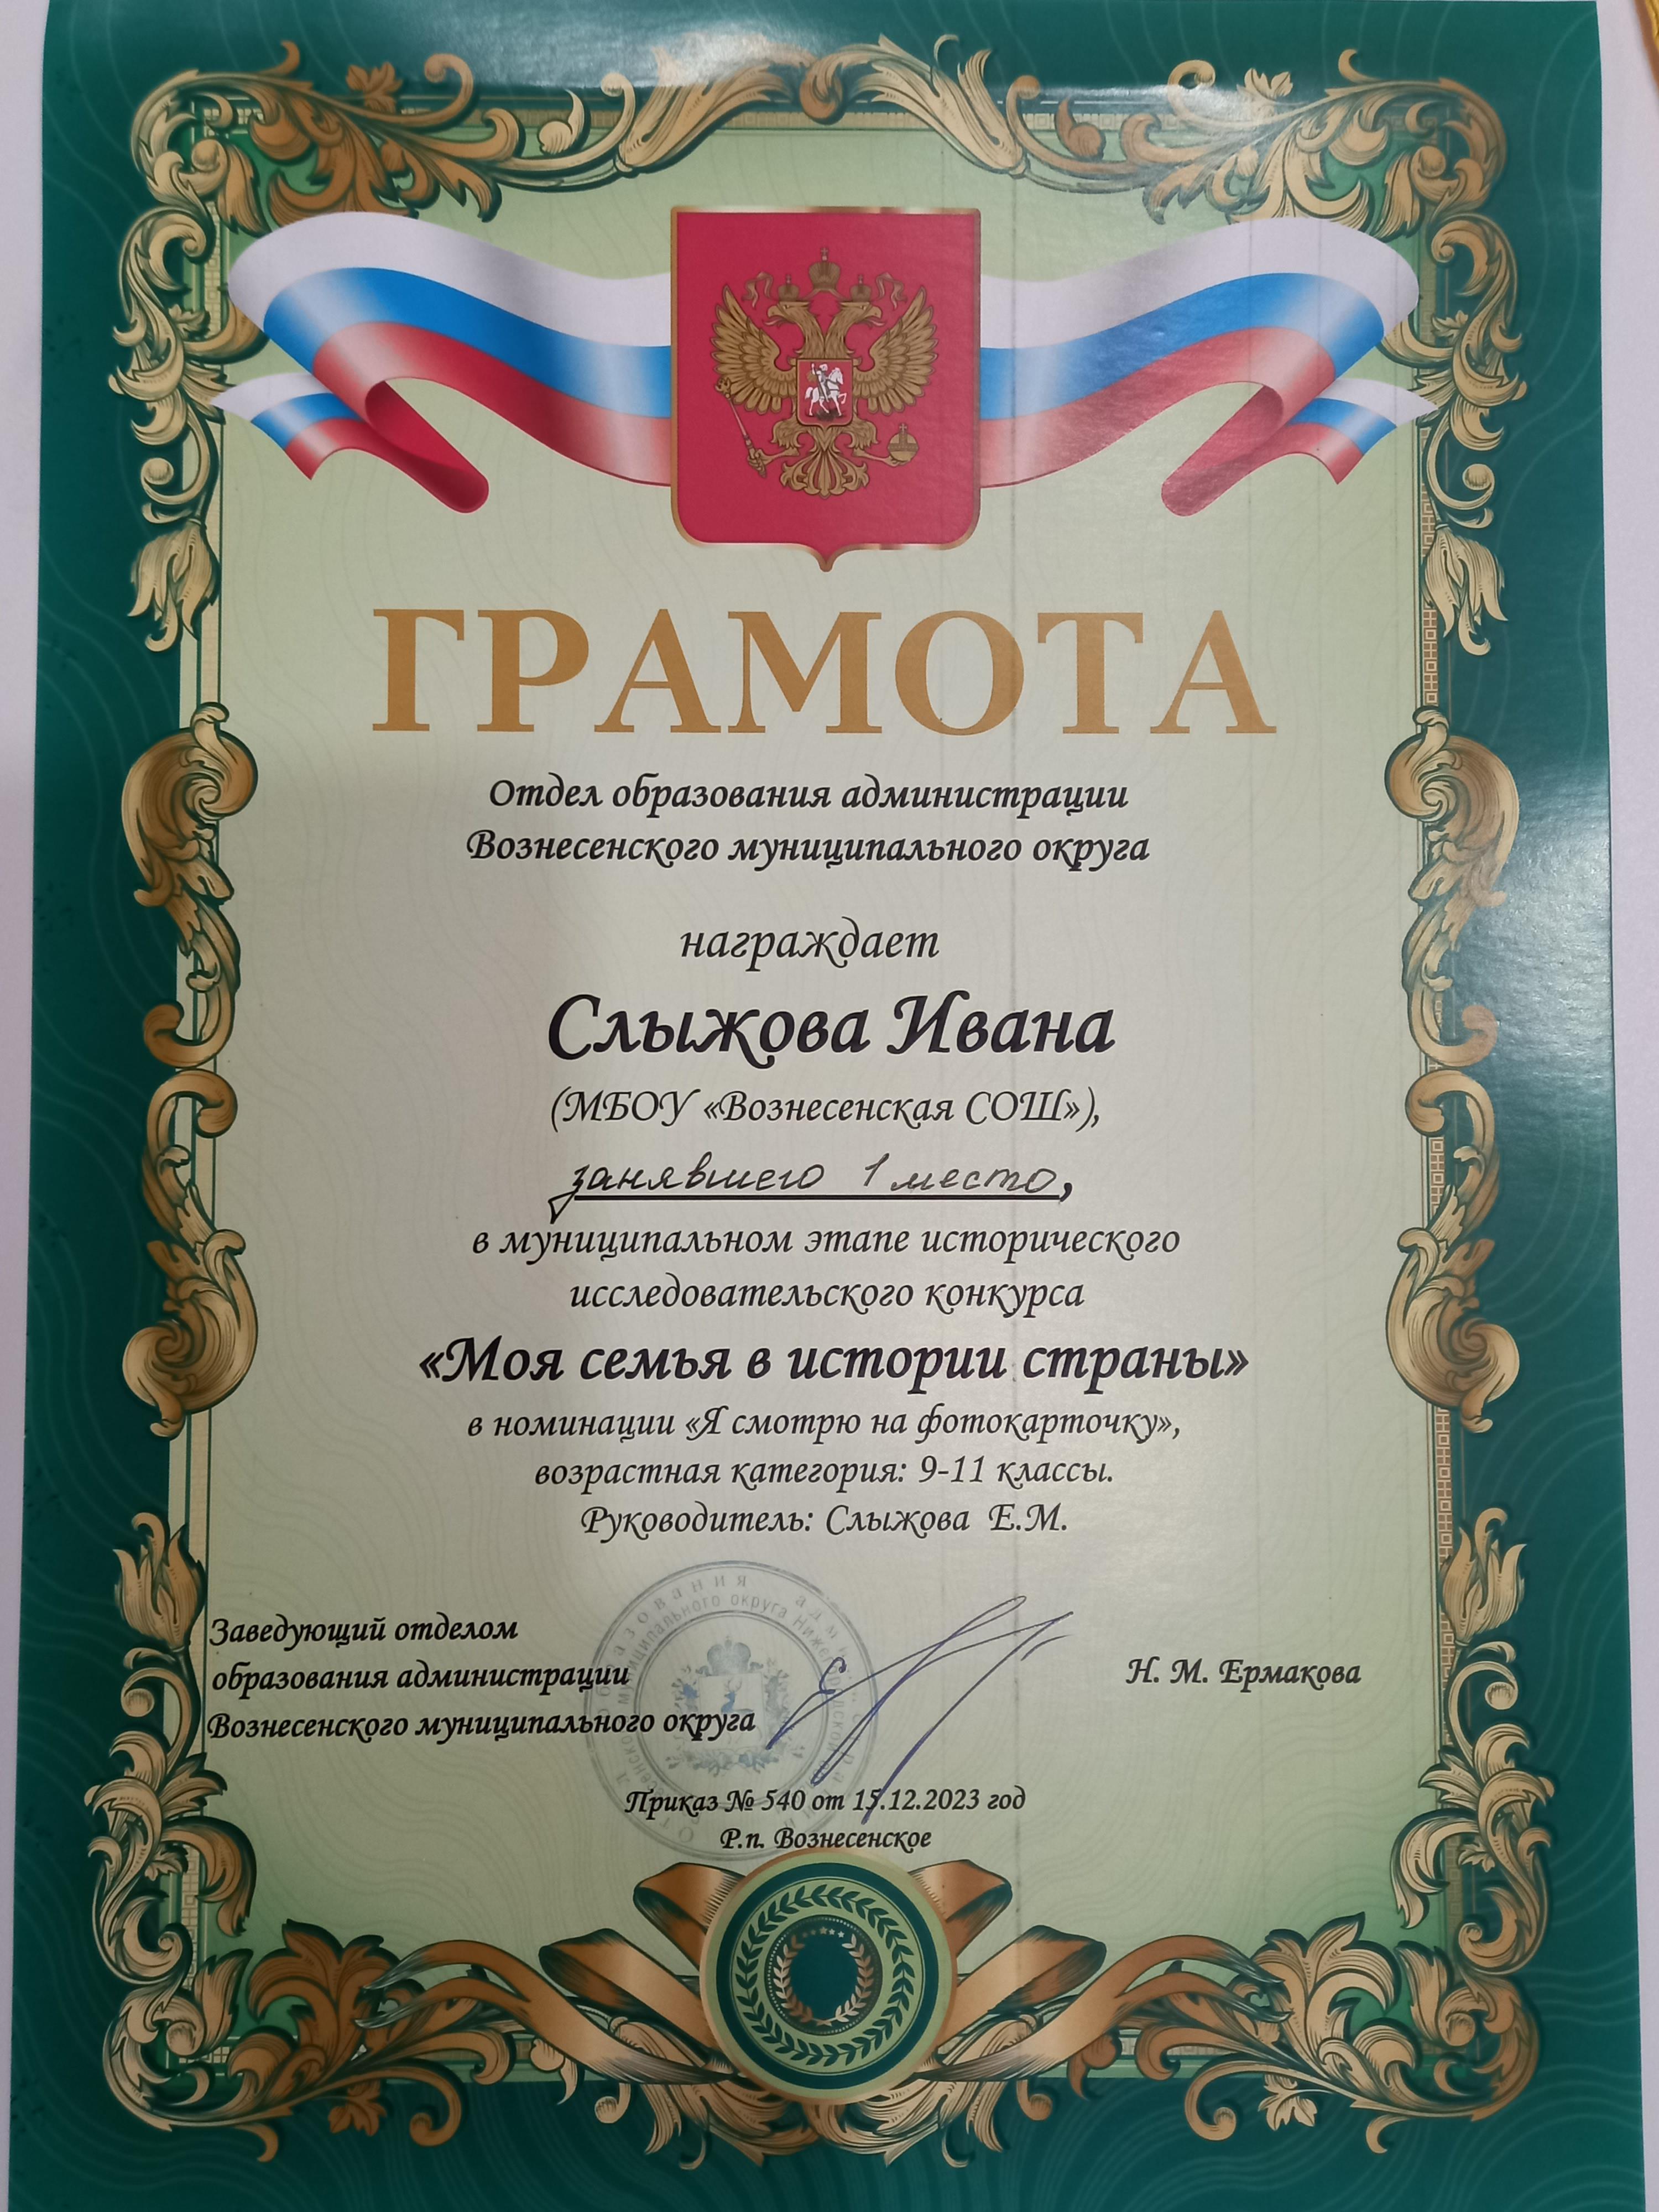 ГРАМОТА
Отдел образования администрации
Вознесенского муниципального округа
награждает
Слыжова Ивана
(МБОУ «Вознесенская СОШ»),
занявшего 1 место,
в муниципальном этапе исторического
исследовательского конкурса
«Моя семья в истории страны»
в номинации «Я смотрю на фотокарточку»,
возрастная категория: 9-11 классы.
Руководитель: Слыжова Е.М.
Заведующий отделом
образования администрации
Вознесенского муниципального округа
Н. М. Ермакова
Приказ № 540 от 15.12.2023 год
Р.п. Вознесенское